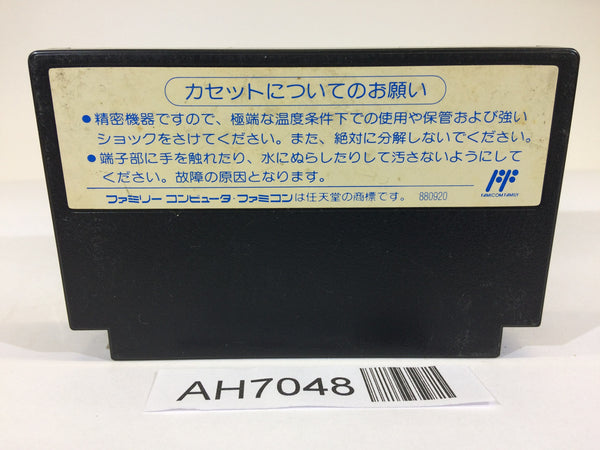 カセットについてのお願い
●精密機器ですので、極端な温度条件下での使用や保管および強い
ショックをさけてください。また、絶対に分解しないでください。
●端子部に手を触れたり、水にぬらしたりして汚さないようにして
ください。故障の原因となります。
FAMICOM FAMILY
ファミリーコンピュータ・ファミコンは任天堂の商標です。 880920
AH7048